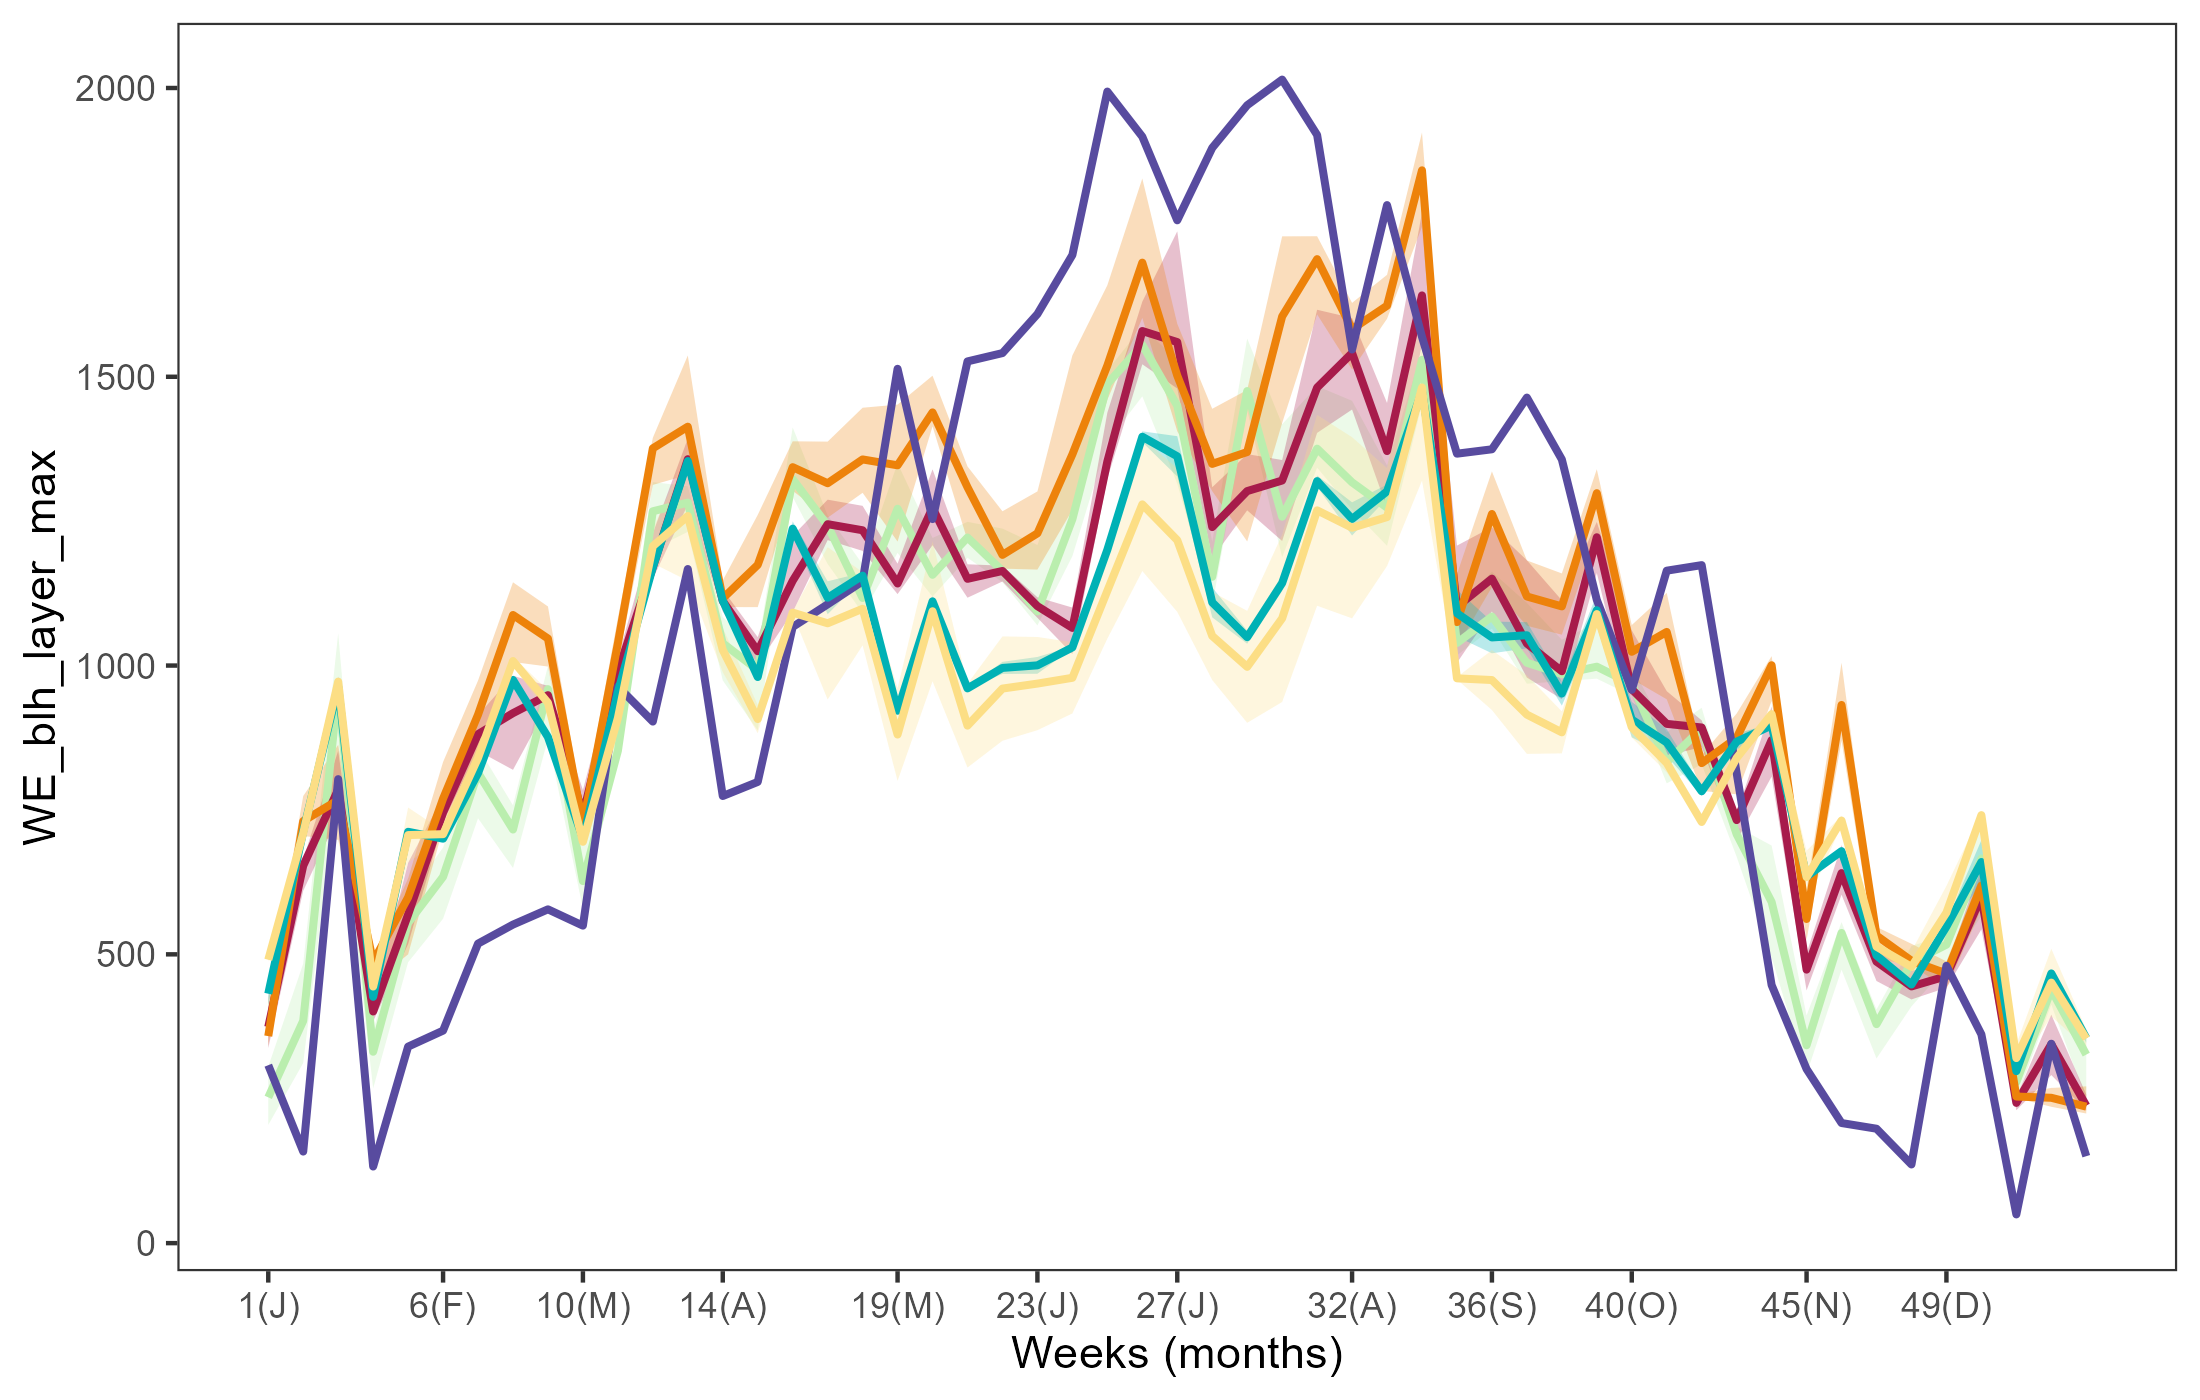 WE_blh_layer_max
2000
1500
1000
500
0
1(J) 6(F) 10(M) 14(A) 19(M) 23(J) 27(J) 32(A) 36(S) 40(O) 45(N) 49(D)
Weeks (months)